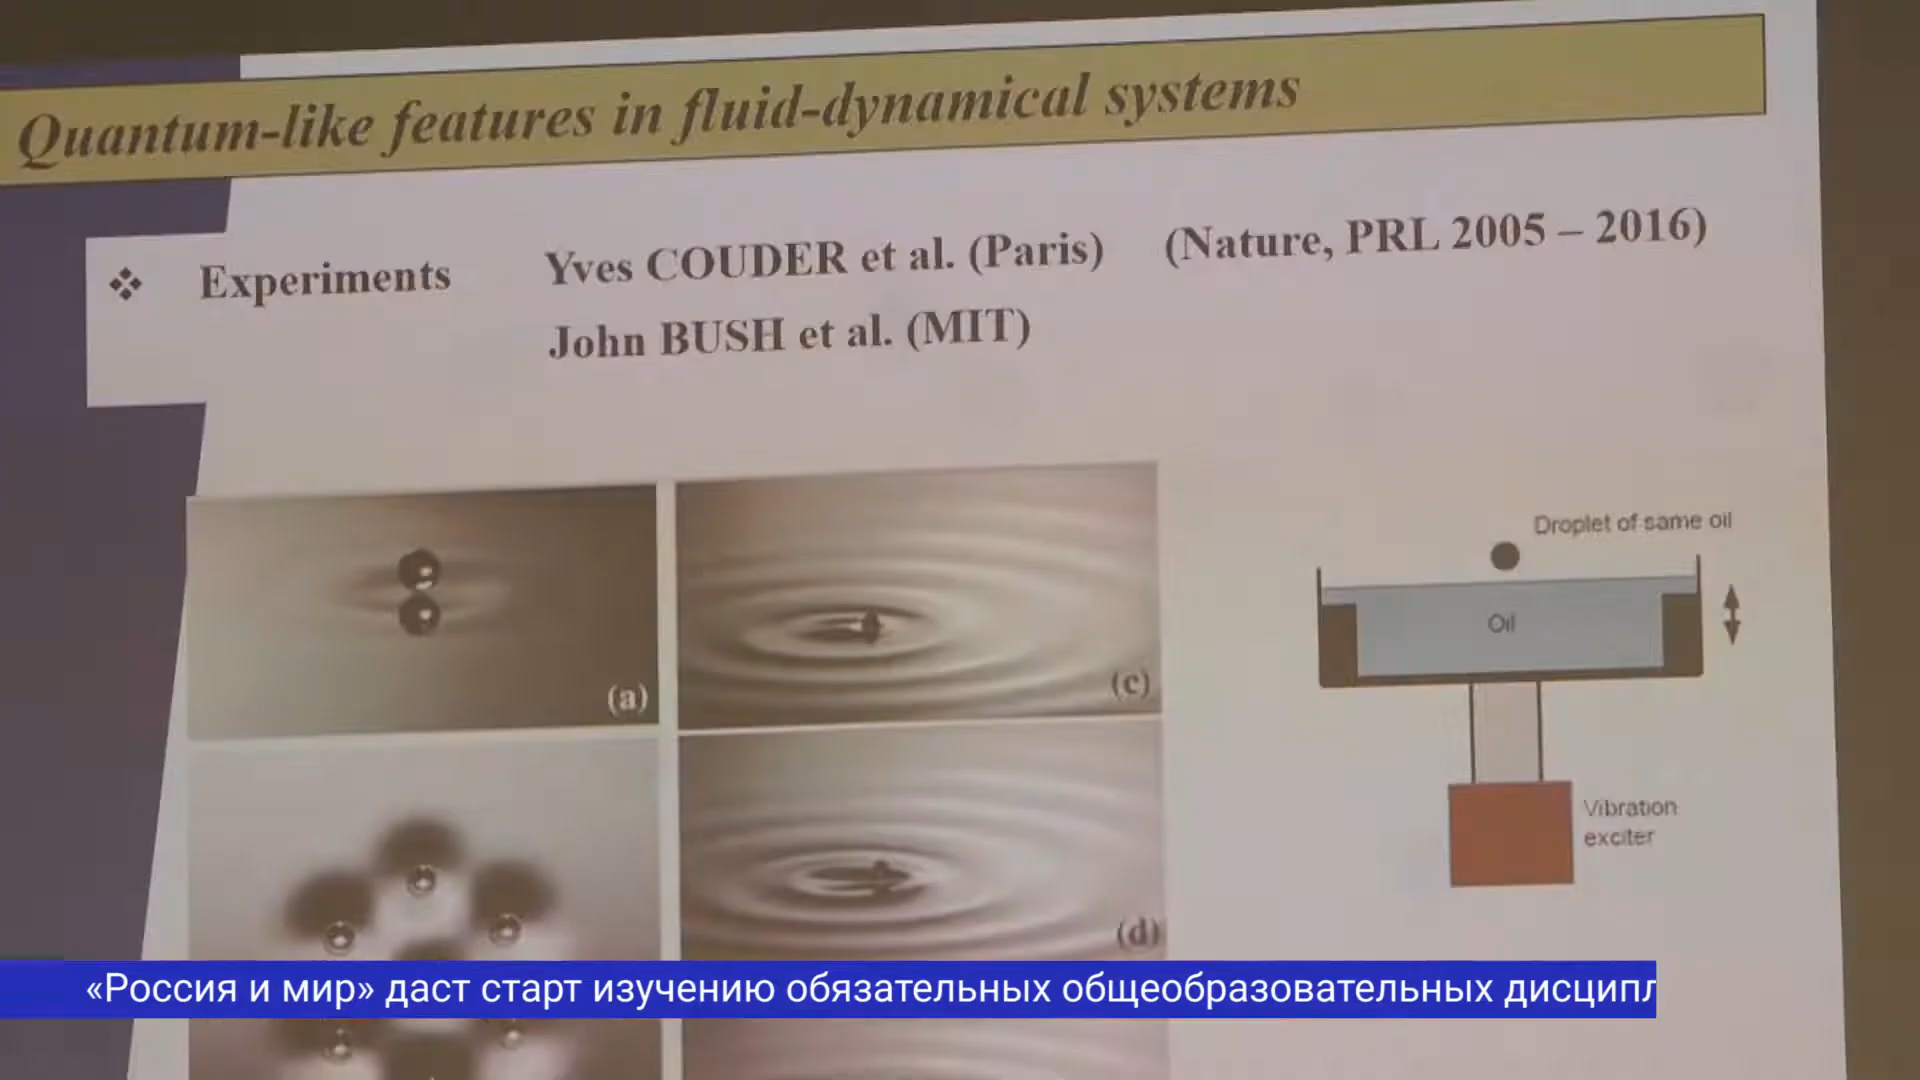 Quantum-like features in fluid-dynamical systems
❖ Experiments Yves COUDER et al. (Paris) (Nature, PRL 2005 – 2016)
John BUSH et al. (MIT)
Droplet of same oil
Oil
(a)
(c)
Vibration
exciter
(d)
«Россия и мир» даст старт изучению обязательных общеобразовательных дисципл